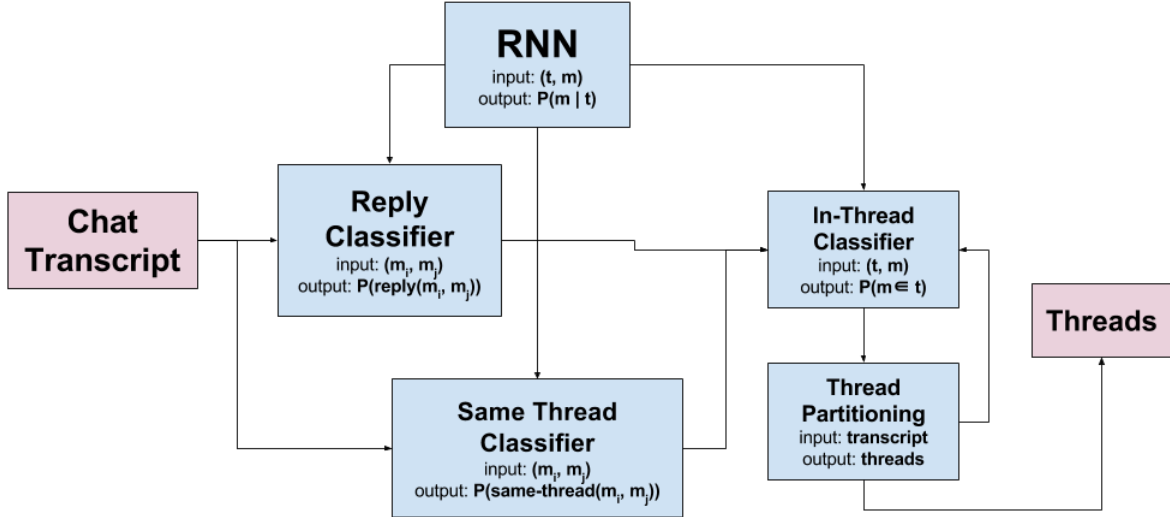 RNN
input: (t, m)
output: P(m | t)
Chat
Transcript
Reply
Classifier
input: (mᵢ, mⱼ)
output: P(reply(mᵢ, mⱼ))
Same Thread
Classifier
input: (mᵢ, mⱼ)
output: P(same-thread(mᵢ, mⱼ))
In-Thread
Classifier
input: (t, m)
output: P(m∈ t)
Thread
Partitioning
input: transcript
output: threads
Threads